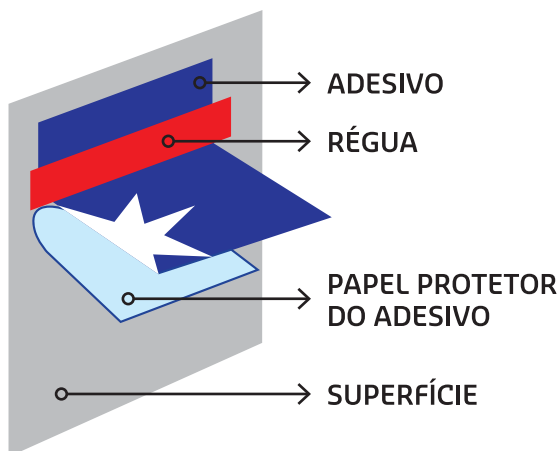 ADESIVO
RÉGUA
PAPEL PROTETOR
DO ADESIVO
SUPERFÍCIE